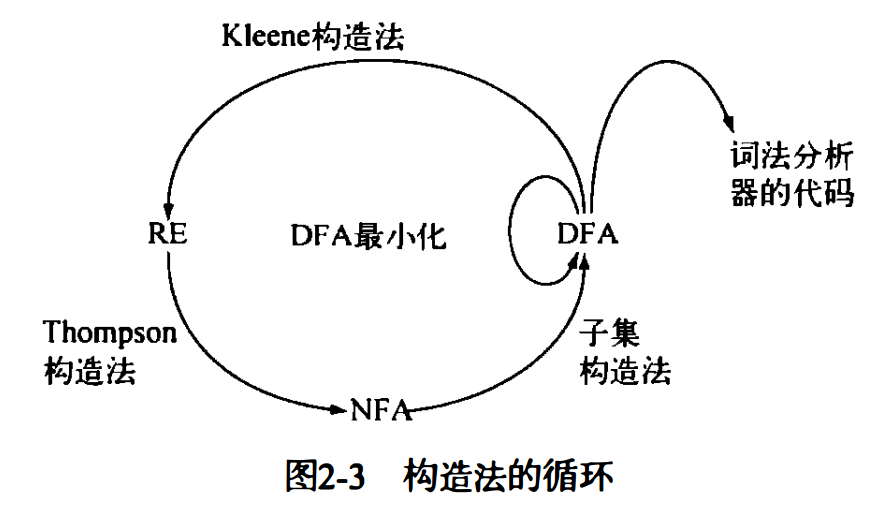 Kleene构造法
词法分析
器的代码
RE
DFA最小化
DFA
Thompson
构造法
子集
构造法
NFA
图2-3 构造法的循环